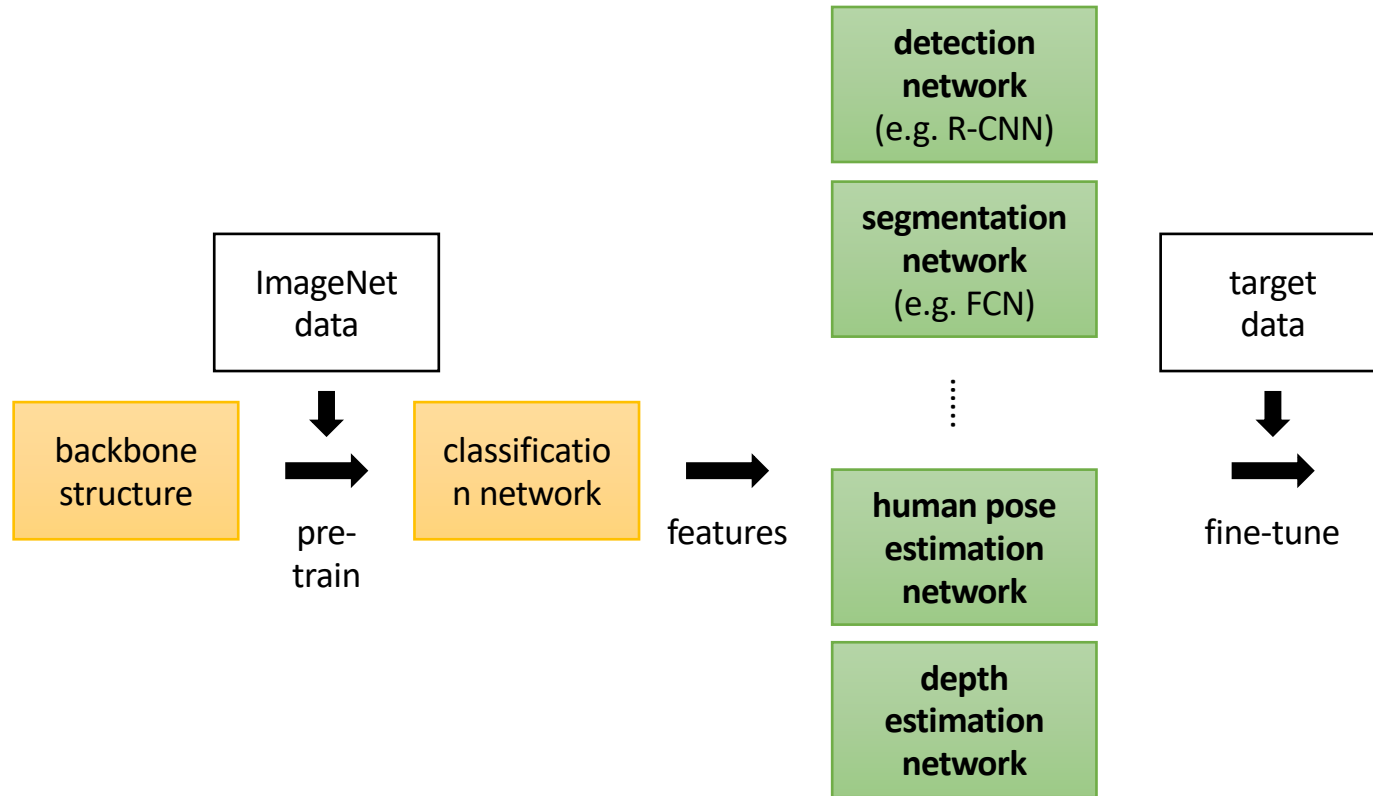 backbone
structure
ImageNet
data
pre-
train
classificatio
n network
features
detection
network
(e.g. R-CNN)
segmentation
network
(e.g. FCN)
......
human pose
estimation
network
depth
estimation
network
target
data
fine-tune